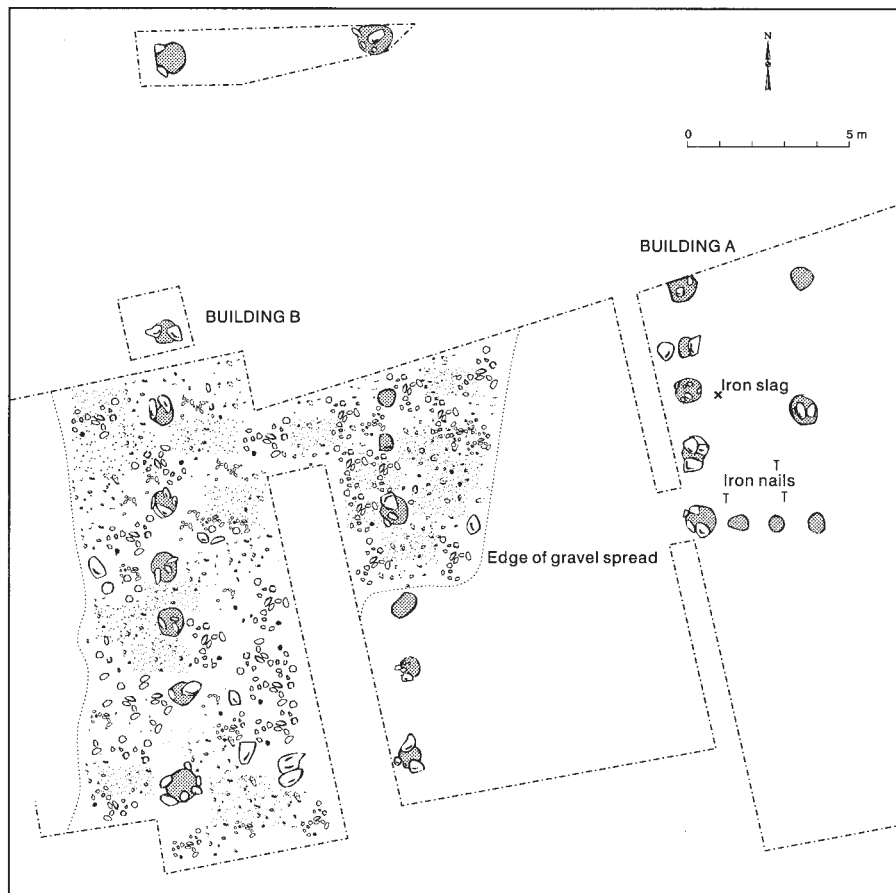 N
0 5 m
BUILDING A
BUILDING B
Iron slag
Iron nails
Edge of gravel spread